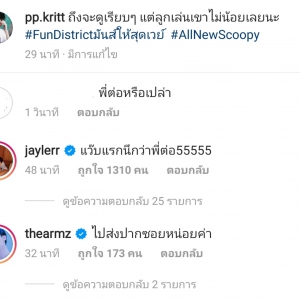 pp.kritt ถึงจะดูเรียบๆ แต่ลูกเล่นเขาไม่น้อยเลยนะ
#FunDistrictมันส์ให้สุดเวย์ #AllNewScoopy
29 นาที · มีการแก้ไข
พี่ต่อหรือเปล่า
1 วินาที ตอบกลับ
jaylerr แว๊บแรกนึกว่าพี่ต่อ55555
48 นาที ถูกใจ 1310 คน ตอบกลับ
ดูข้อความตอบกลับ 25 รายการ
thearmz ไปส่งปากซอยหน่อยค่า
32 นาที ถูกใจ 173 คน ตอบกลับ
ดูข้อความตอบกลับ 2 รายการ